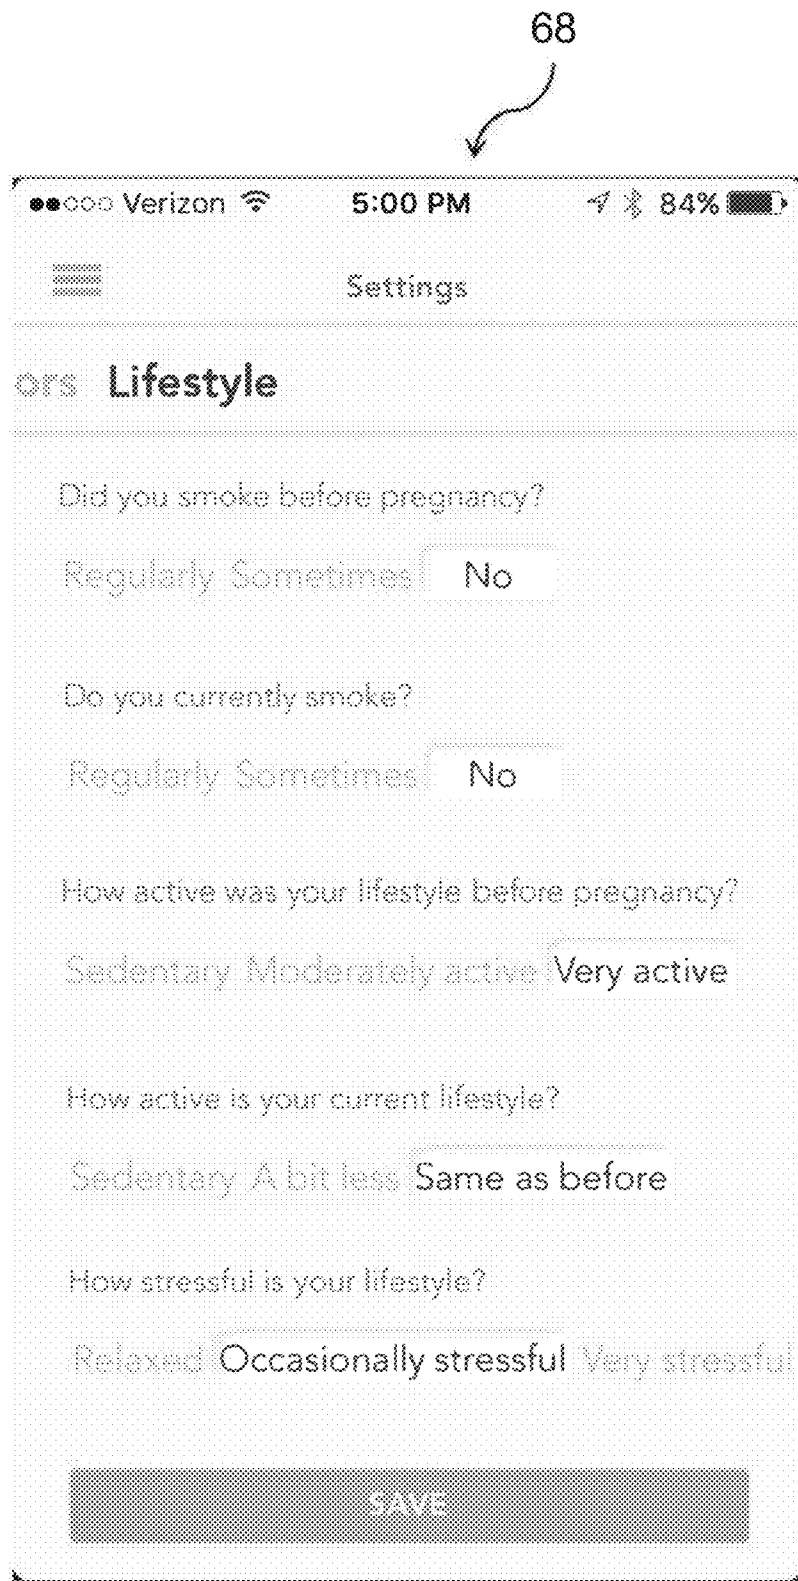 68
Verizon 5:00 PM 84%
Settings
ors Lifestyle
Did you smoke before pregnancy?
Regularly Sometimes No
Do you currently smoke?
Regularly Sometimes No
How active was your lifestyle before pregnancy?
Sedentary Moderately active Very active
How active is your current lifestyle?
Sedentary A bit less Same as before
How stressful is your lifestyle?
Relaxed Occasionally stressful Very stressful
SAVE